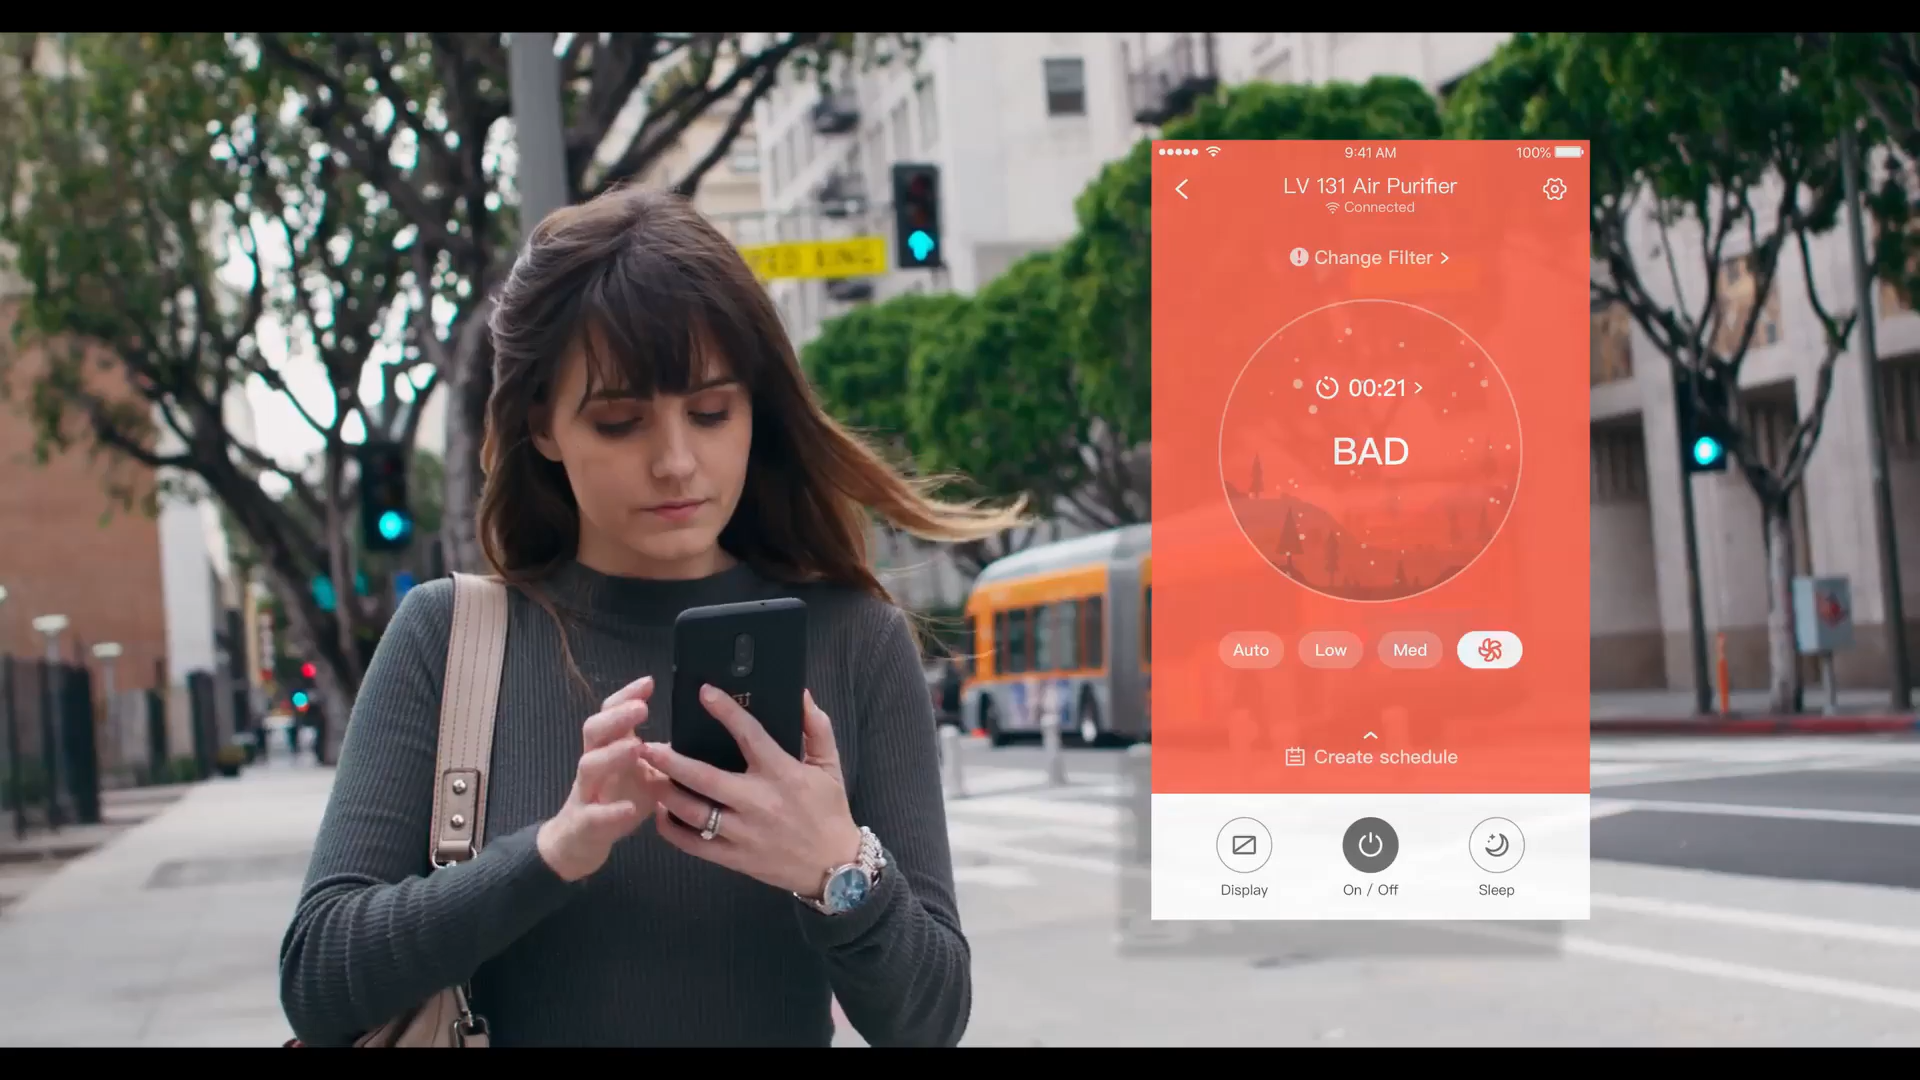 9:41 AM
100%
LV 131 Air Purifier
Connected
Change Filter
00:21
BAD
Auto
Low
Med
Create schedule
Display
On / Off
Sleep